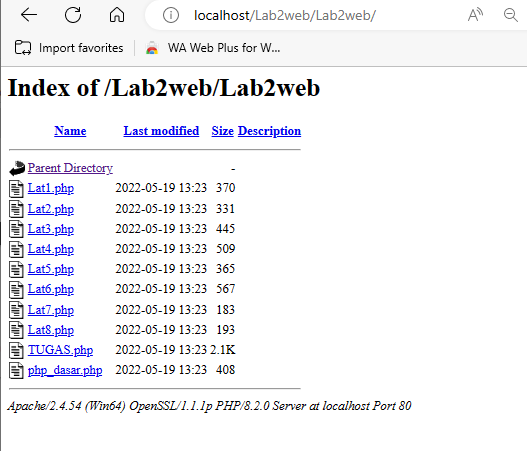 localhost/Lab2web/Lab2web/
Import favorites WA Web Plus for W...
Index of /Lab2web/Lab2web
Name Last modified Size Description
Parent Directory -
Lat1.php 2022-05-19 13:23 370
Lat2.php 2022-05-19 13:23 331
Lat3.php 2022-05-19 13:23 445
Lat4.php 2022-05-19 13:23 509
Lat5.php 2022-05-19 13:23 365
Lat6.php 2022-05-19 13:23 567
Lat7.php 2022-05-19 13:23 183
Lat8.php 2022-05-19 13:23 193
TUGAS.php 2022-05-19 13:23 2.1K
php_dasar.php 2022-05-19 13:23 408
Apache/2.4.54 (Win64) OpenSSL/1.1.1p PHP/8.2.0 Server at localhost Port 80